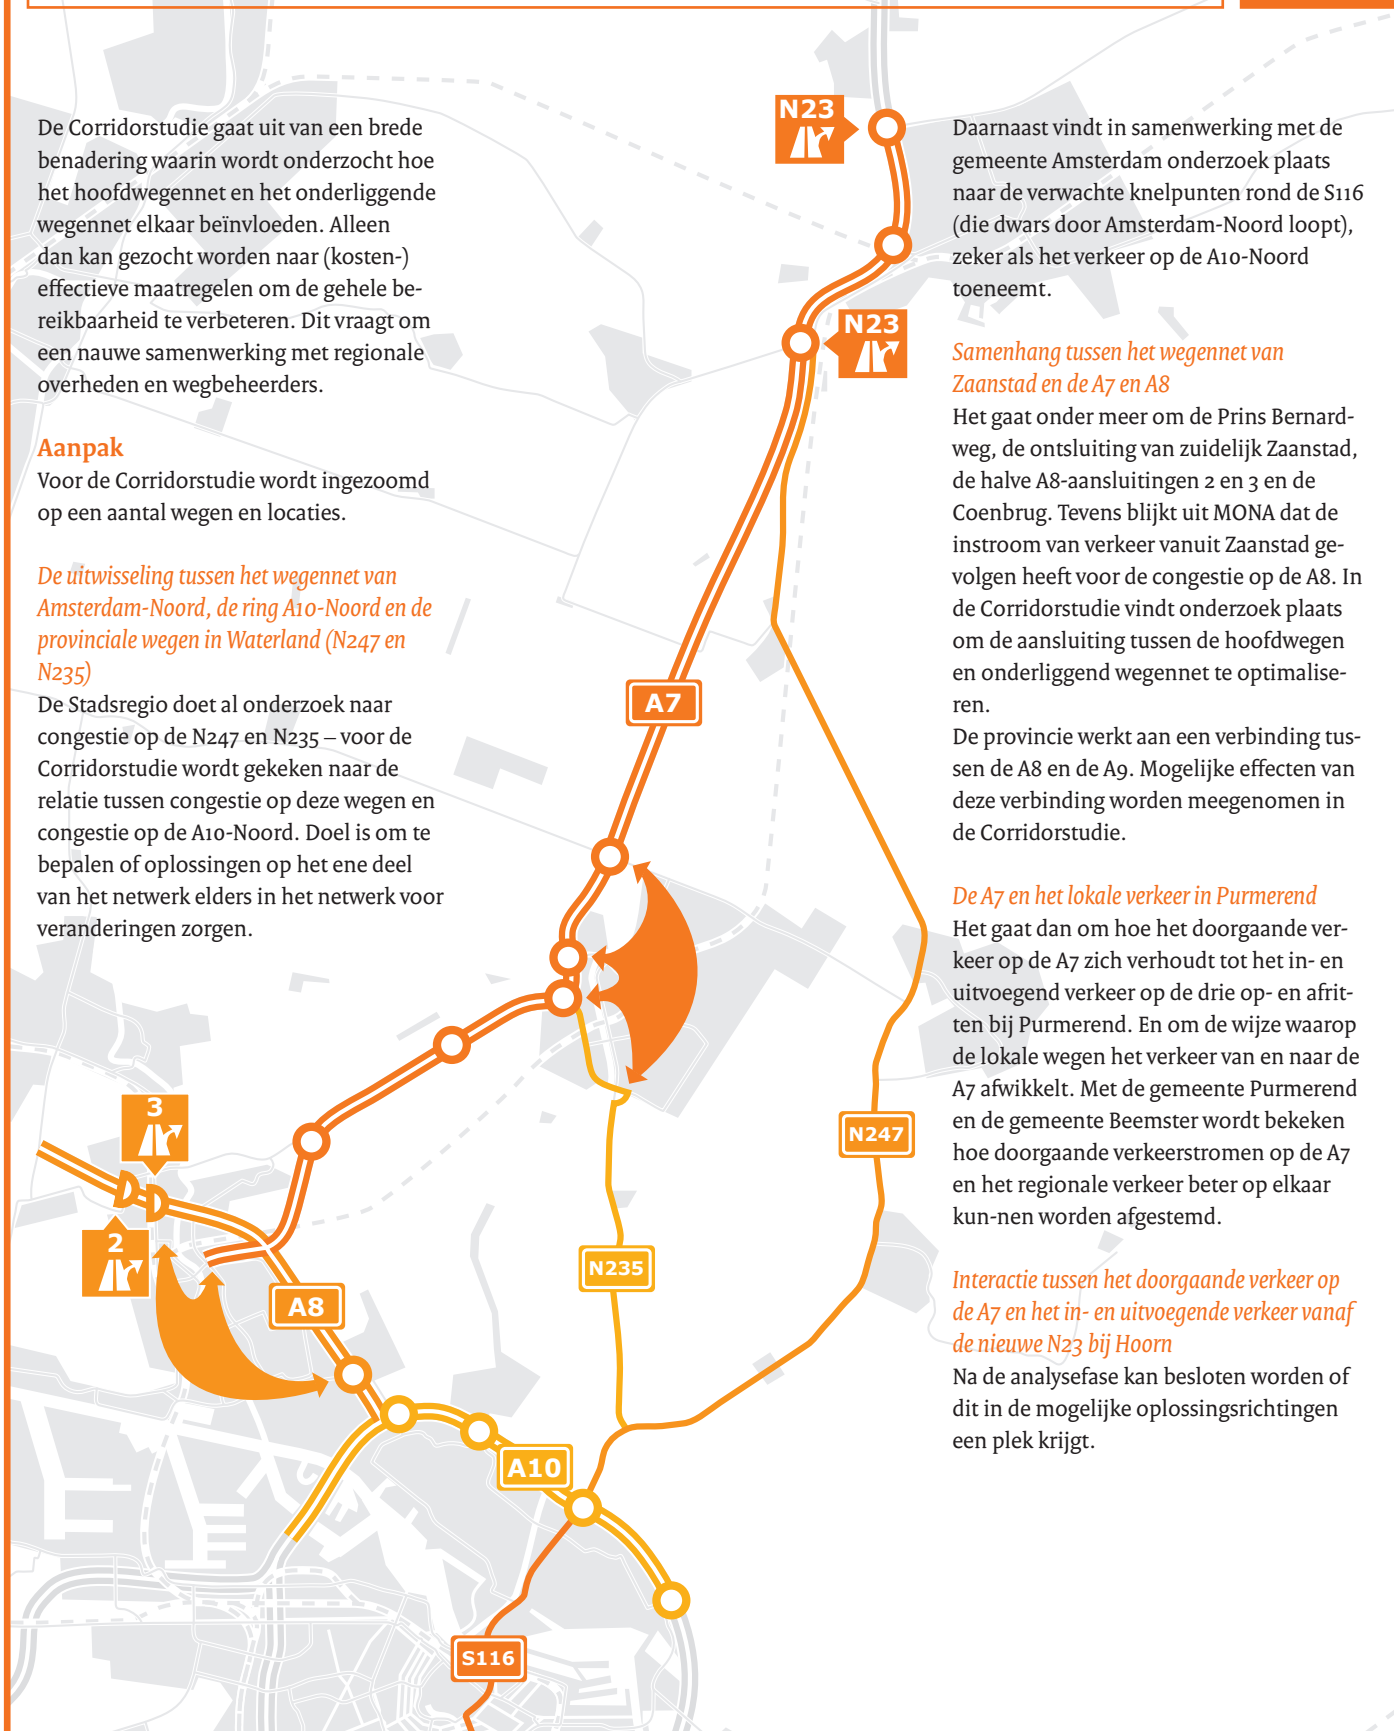 De Corridorstudie gaat uit van een brede
benadering waarin wordt onderzocht hoe
het hoofdwegennet en het onderliggende
wegennet elkaar beïnvloeden. Alleen
dan kan gezocht worden naar (kosten-)
effectieve maatregelen om de gehele be-
reikbaarheid te verbeteren. Dit vraagt om
een nauwe samenwerking met regionale
overheden en wegbeheerders.
Aanpak
Voor de Corridorstudie wordt ingezoomd
op een aantal wegen en locaties.
De uitwisseling tussen het wegennet van
Amsterdam-Noord, de ring A10-Noord en de
provinciale wegen in Waterland (N247 en
N235)
De Stadsregio doet al onderzoek naar
congestie op de N247 en N235 – voor de
Corridorstudie wordt gekeken naar de
relatie tussen congestie op deze wegen en
congestie op de A10-Noord. Doel is om te
bepalen of oplossingen op het ene deel
van het netwerk elders in het netwerk voor
veranderingen zorgen.
Daarnaast vindt in samenwerking met de
gemeente Amsterdam onderzoek plaats
naar de verwachte knelpunten rond de S116
(die dwars door Amsterdam-Noord loopt),
zeker als het verkeer op de A10-Noord
toeneemt.
Samenhang tussen het wegennet van
Zaanstad en de A7 en A8
Het gaat onder meer om de Prins Bernard-
weg, de ontsluiting van zuidelijk Zaanstad,
de halve A8-aansluitingen 2 en 3 en de
Coenbrug. Tevens blijkt uit MONA dat de
instroom van verkeer vanuit Zaanstad ge-
volgen heeft voor de congestie op de A8. In
de Corridorstudie vindt onderzoek plaats
om de aansluiting tussen de hoofdwegen
en onderliggend wegennet te optimalise-
ren.
De provincie werkt aan een verbinding tus-
sen de A8 en de A9. Mogelijke effecten van
deze verbinding worden meegenomen in
de Corridorstudie.
De A7 en het lokale verkeer in Purmerend
Het gaat dan om hoe het doorgaande ver-
keer op de A7 zich verhoudt tot het in- en
uitvoegend verkeer op de drie op- en afrit-
ten bij Purmerend. En om de wijze waarop
de lokale wegen het verkeer van en naar de
A7 afwikkelt. Met de gemeente Purmerend
en de gemeente Beemster wordt bekeken
hoe doorgaande verkeerstromen op de A7
en het regionale verkeer beter op elkaar
kun-nen worden afgestemd.
Interactie tussen het doorgaande verkeer op
de A7 en het in- en uitvoegende verkeer vanaf
de nieuwe N23 bij Hoorn
Na de analysefase kan besloten worden of
dit in de mogelijke oplossingsrichtingen
een plek krijgt.
N23
N23
A7
3
N247
2
N235
A8
A10
S116